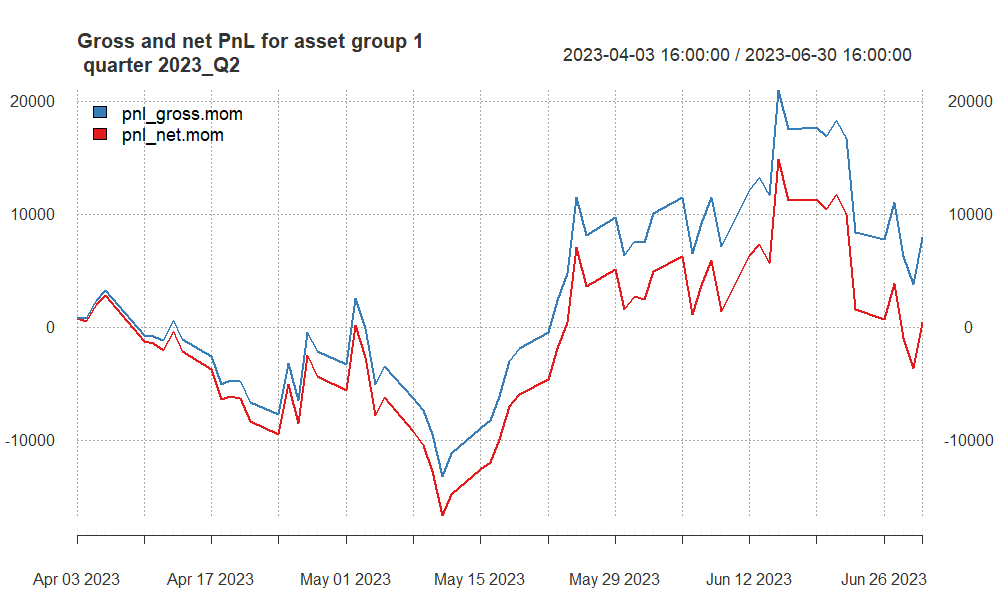 Gross and net PnL for asset group 1
quarter 2023_Q2
2023-04-03 16:00:00 / 2023-06-30 16:00:00
pnl_gross.mom
pnl_net.mom
20000 20000
10000 10000
0 0
-10000 -10000
Apr 03 2023 Apr 17 2023 May 01 2023 May 15 2023 May 29 2023 Jun 12 2023 Jun 26 2023